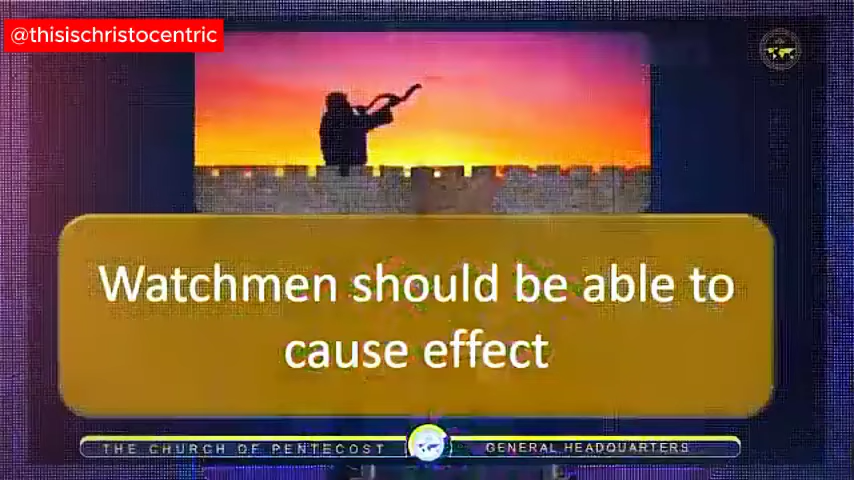 @thisischristocentric
Watchmen should be able to
cause effect
THE CHURCH OF PENTECOST
GENERAL HEADQUARTERS